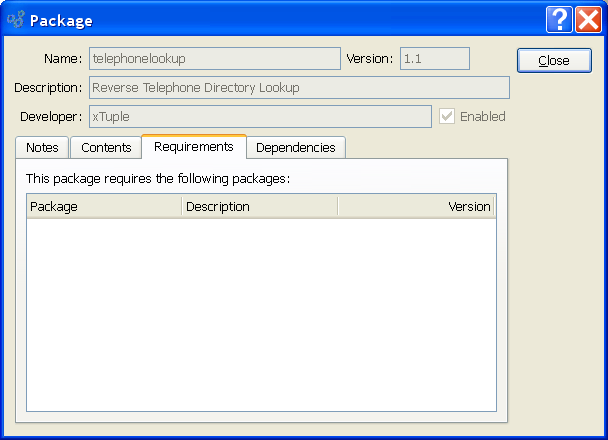 Package
Name: telephonelookup Version: 1.1 Close
Description: Reverse Telephone Directory Lookup
Developer: xTuple Enabled
Notes Contents Requirements Dependencies
This package requires the following packages:
Package Description Version